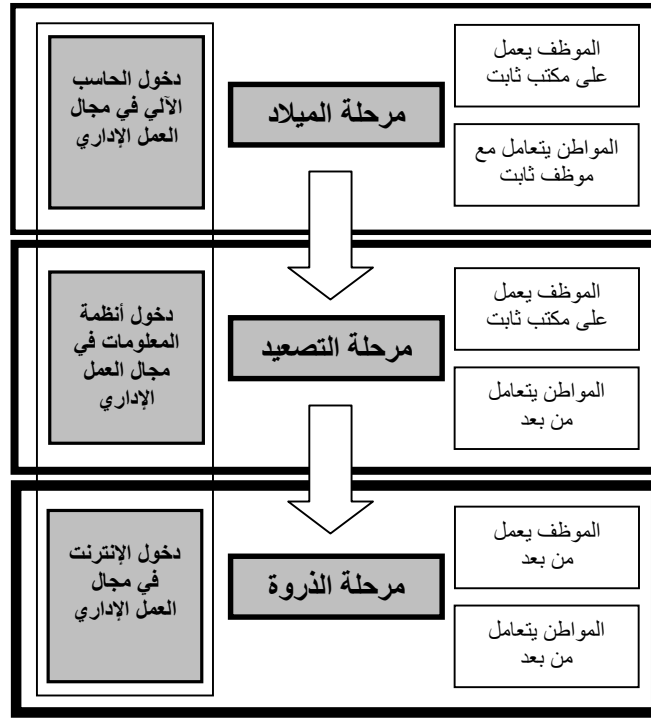 الموظف يعمل
على مكتب ثابت
المواطن يتعامل مع
موظف ثابت
مرحلة الميلاد
دخول الحاسب
الآلي في مجال
العمل الإداري
الموظف يعمل
على مكتب ثابت
المواطن يتعامل
من بعد
مرحلة التصعيد
دخول أنظمة
المعلومات في
مجال العمل
الإداري
الموظف يعمل
من بعد
المواطن يتعامل
من بعد
مرحلة الذروة
دخول الإنترنت
في مجال
العمل الإداري